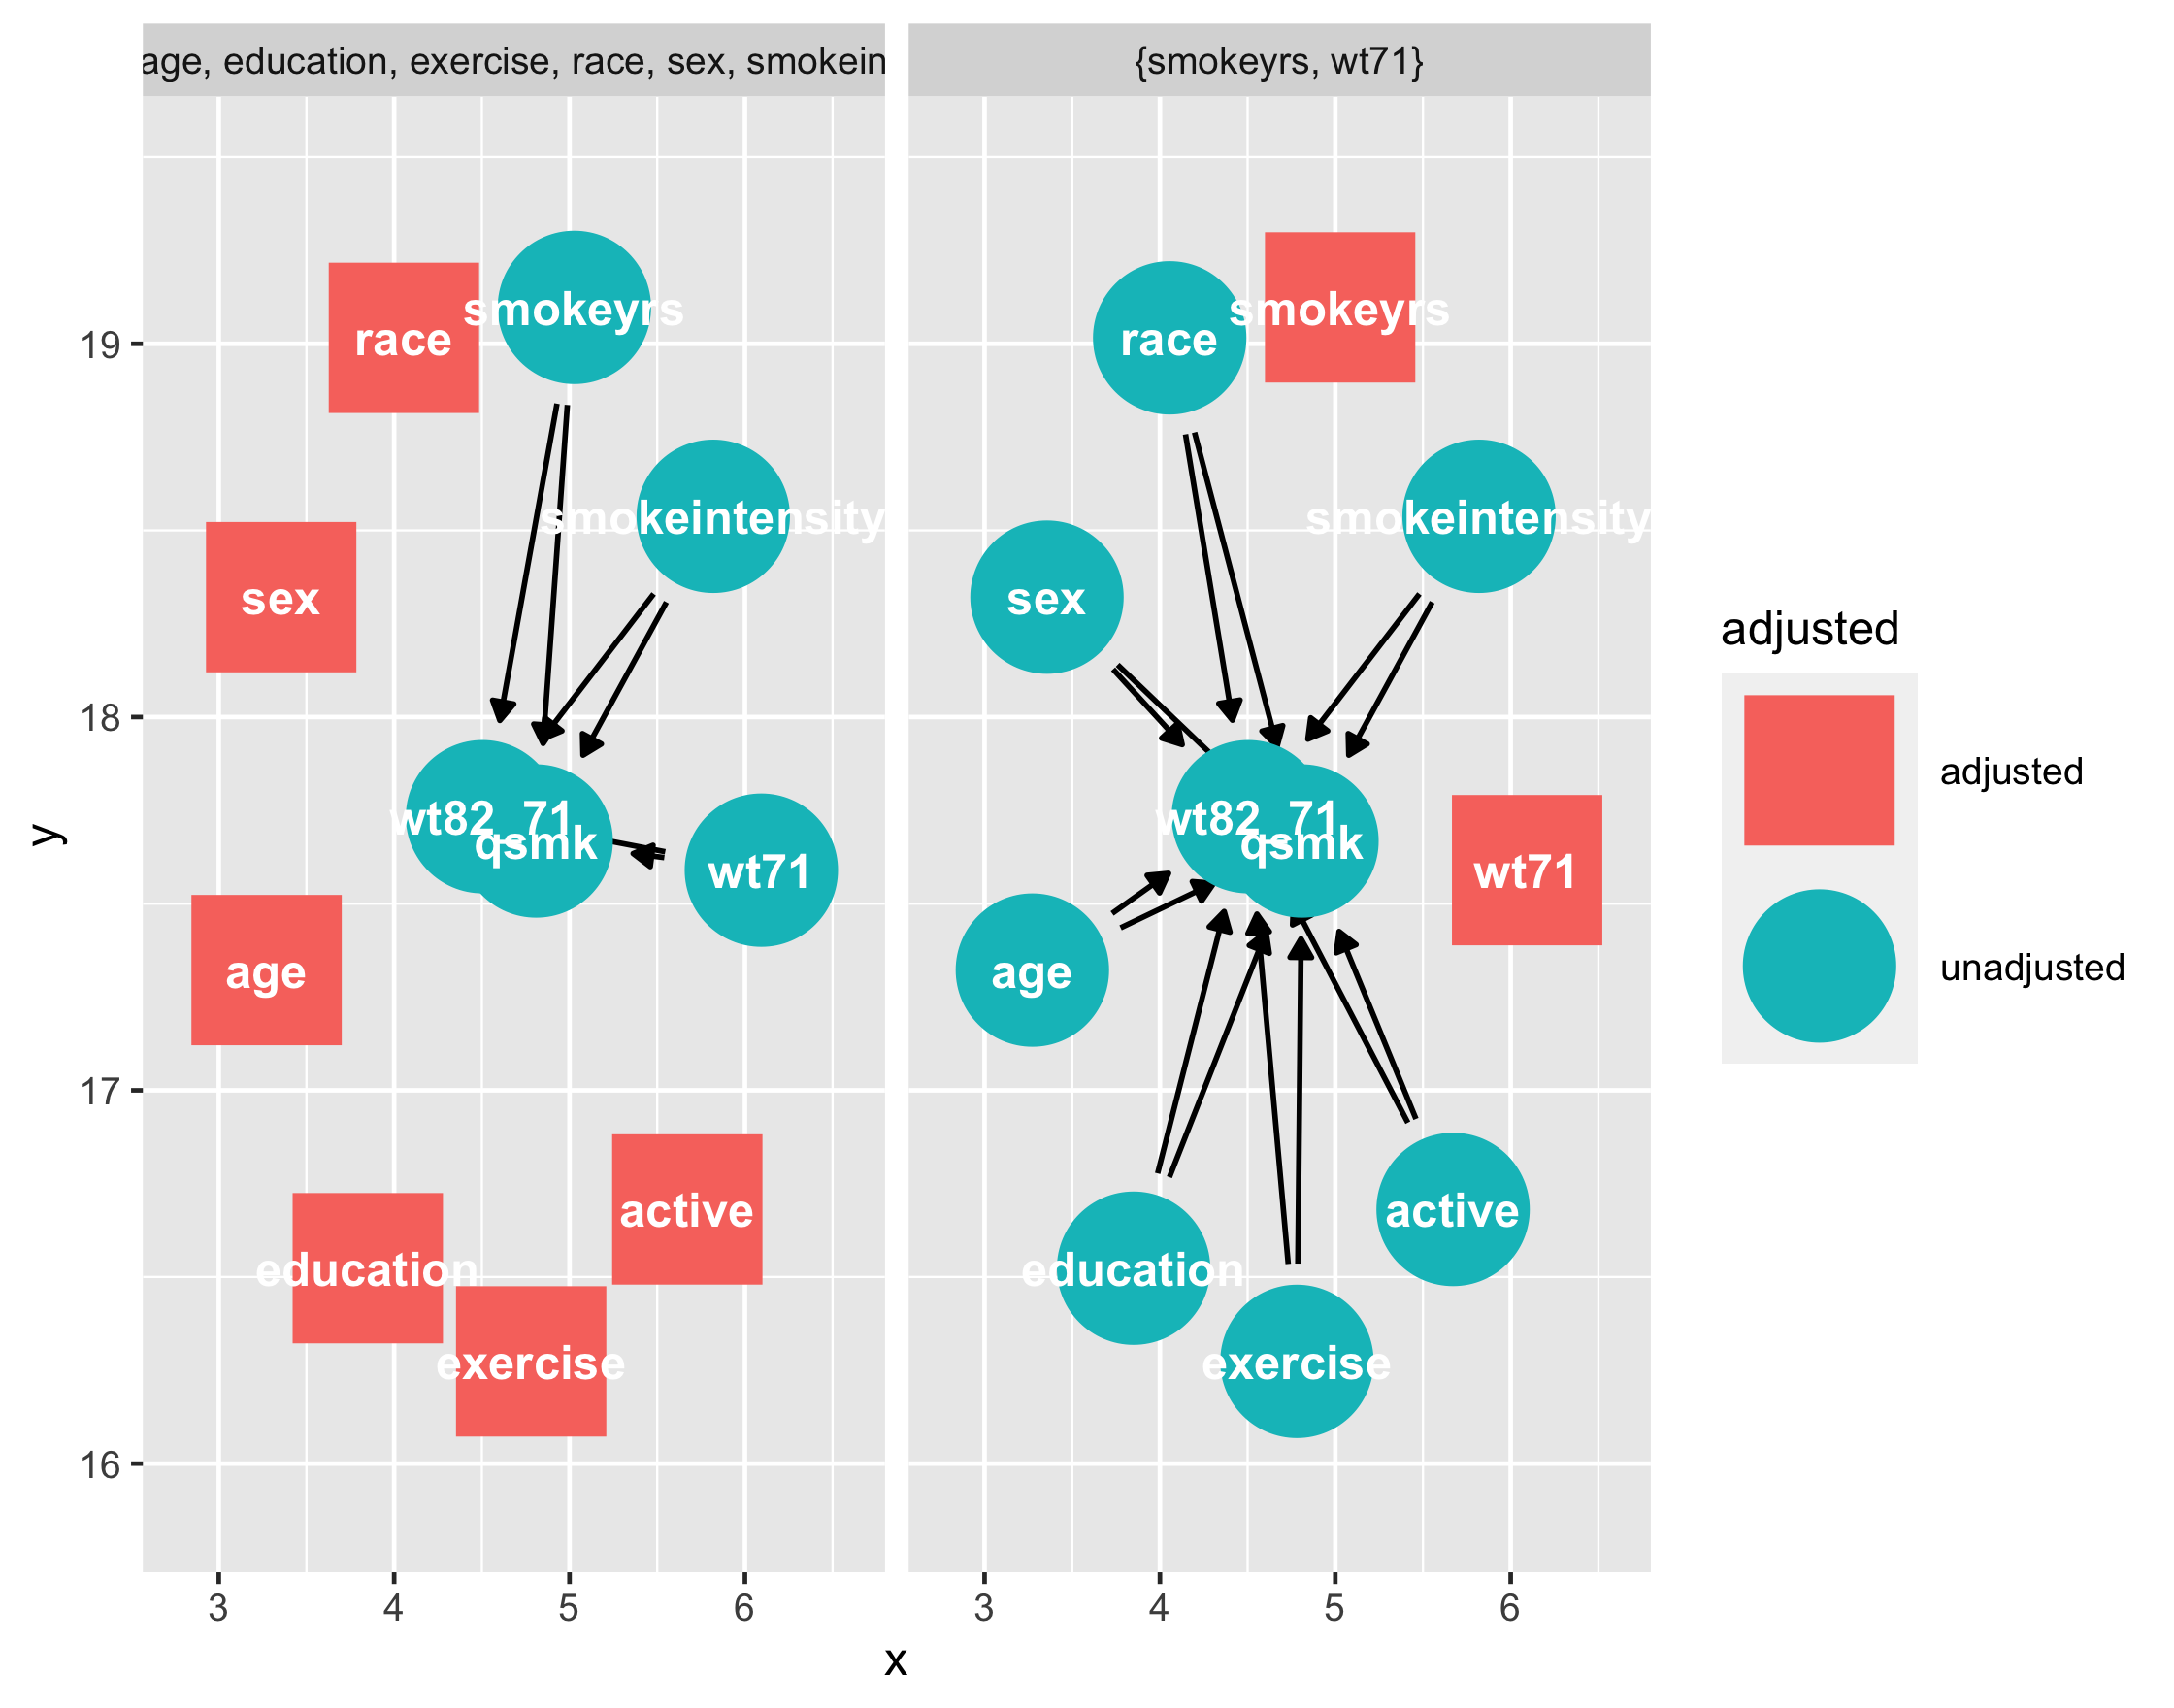 age, education, exercise, race, sex, smokein
{smokeyrs, wt71}
smokeyrs
race
smokeintensity
sex
wt82_71
qsmk
wt71
age
active
education
exercise
smokeyrs
race
smokeintensity
sex
wt82_71
qsmk
wt71
age
active
education
exercise
19
18
17
16
y
3
4
5
6
3
4
5
6
x
adjusted
adjusted
unadjusted